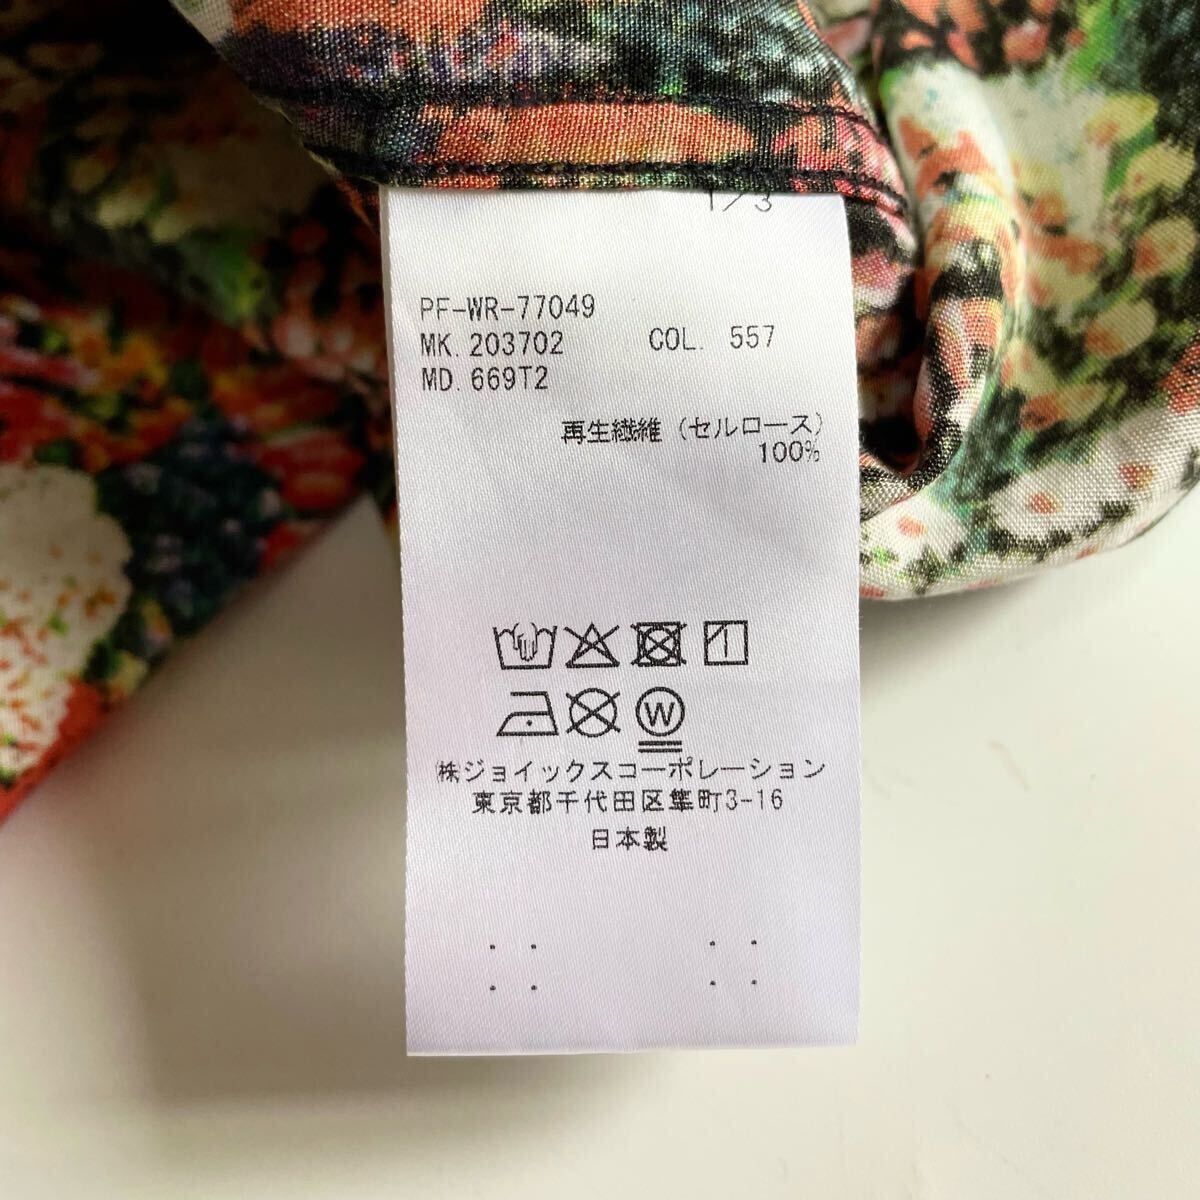 1/3
PF-WR-77049
MK. 203702 COL. 557
MD. 669T2
再生繊維(セルロース)
100%
W
㈱ジョイックスコーポレーション
東京都千代田区隼町3-16
日本製